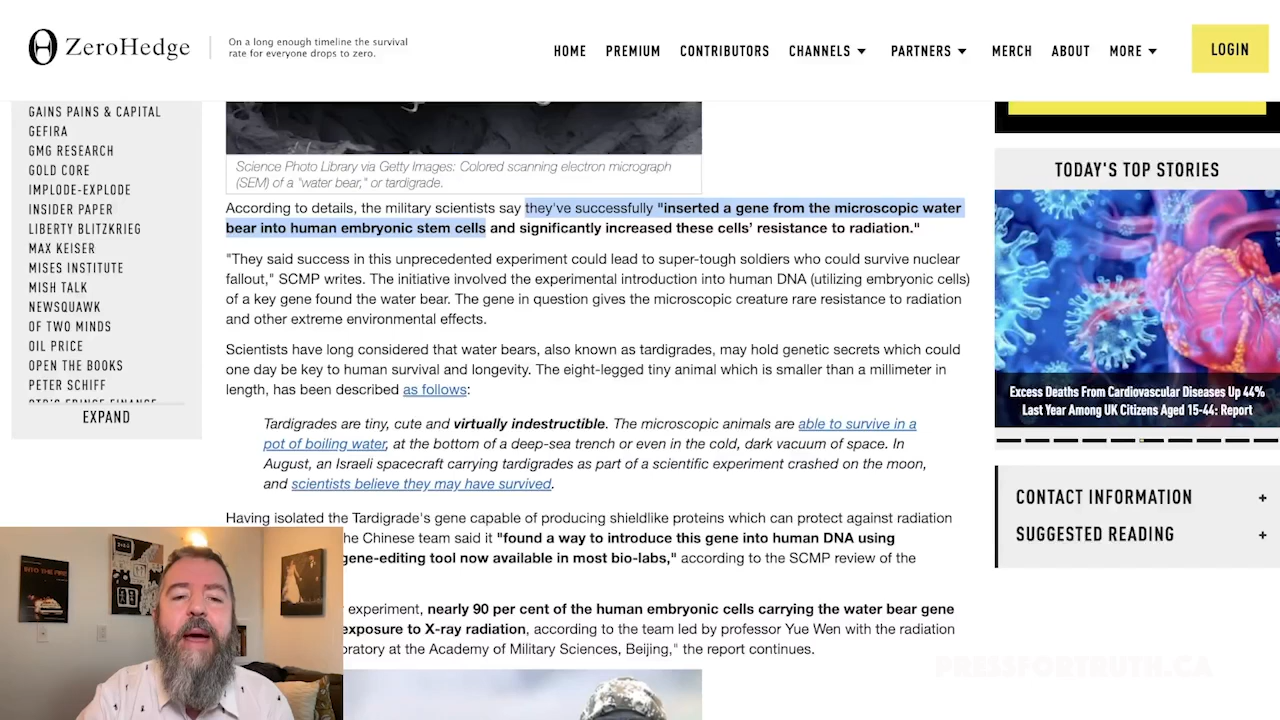 ZeroHedge
On a long enough timeline the survival
rate for everyone drops to zero.
HOME PREMIUM CONTRIBUTORS CHANNELS PARTNERS MERCH ABOUT MORE
LOGIN
GAINS PAINS & CAPITAL
GEFIRA
GMG RESEARCH
GOLD CORE
IMPLODE-EXPLODE
INSIDER PAPER
LIBERTY BLITZKRIEG
MAX KEISER
MISES INSTITUTE
MISH TALK
NEWSQUAWK
OF TWO MINDS
OIL PRICE
OPEN THE BOOKS
PETER SCHIFF
EXPAND
Science Photo Library via Getty Images: Colored scanning electron micrograph
(SEM) of a "water bear," or tardigrade.
According to details, the military scientists say they've successfully "inserted a gene from the microscopic water
bear into human embryonic stem cells and significantly increased these cells' resistance to radiation."
"They said success in this unprecedented experiment could lead to super-tough soldiers who could survive nuclear
fallout," SCMP writes. The initiative involved the experimental introduction into human DNA (utilizing embryonic cells)
of a key gene found the water bear. The gene in question gives the microscopic creature rare resistance to radiation
and other extreme environmental effects.
Scientists have long considered that water bears, also known as tardigrades, may hold genetic secrets which could
one day be key to human survival and longevity. The eight-legged tiny animal which is smaller than a millimeter in
length, has been described as follows:
Tardigrades are tiny, cute and virtually indestructible. The microscopic animals are able to survive in a
pot of boiling water, at the bottom of a deep-sea trench or even in the cold, dark vacuum of space. In
August, an Israeli spacecraft carrying tardigrades as part of a scientific experiment crashed on the moon,
and scientists believe they may have survived.
Having isolated the Tardigrade's gene capable of producing shieldlike proteins which can protect against radiation
he Chinese team said it "found a way to introduce this gene into human DNA using
gene-editing tool now available in most bio-labs," according to the SCMP review of the
experiment, nearly 90 per cent of the human embryonic cells carrying the water bear gene
exposure to X-ray radiation, according to the team led by professor Yue Wen with the radiation
oratory at the Academy of Military Sciences, Beijing," the report continues.
TODAY'S TOP STORIES
Excess Deaths From Cardiovascular Diseases Up 44%
Last Year Among UK Citizens Aged 15-44: Report
CONTACT INFORMATION +
SUGGESTED READING +
INTO THE FIRE
PRESSFORTRUTH.CA